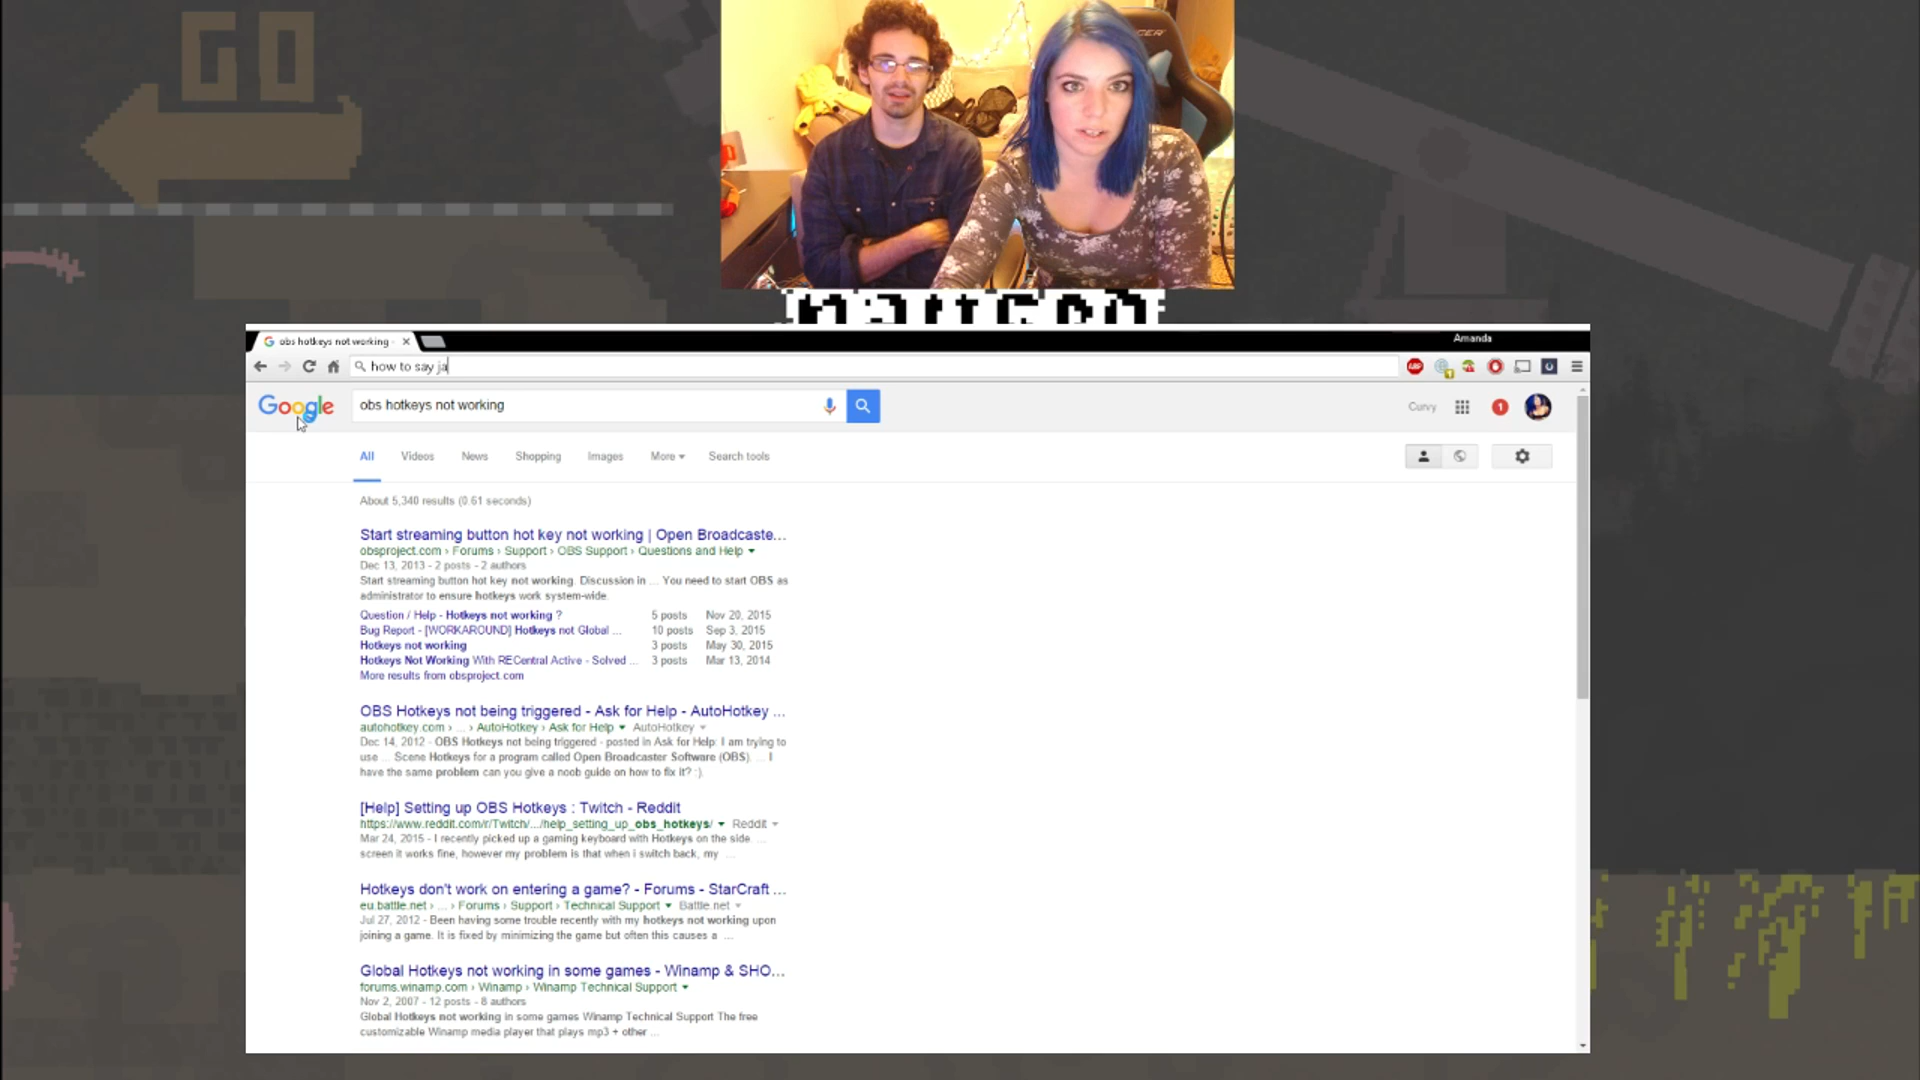 GO
CER
obs hotkeys not working -
Amanda
how to say ja
Google
obs hotkeys not working
Curvy
1
All Videos News Shopping Images More Search tools
About 5,340 results (0.61 seconds)
Start streaming button hot key not working | Open Broadcaste...
obsproject.com › Forums › Support › OBS Support › Questions and Help
Dec 13, 2013 - 2 posts - 2 authors
Start streaming button hot key not working. Discussion in ... You need to start OBS as
administrator to ensure hotkeys work system-wide.
Question / Help - Hotkeys not working ? 5 posts Nov 20, 2015
Bug Report - [WORKAROUND] Hotkeys not Global ... 10 posts Sep 3, 2015
Hotkeys not working 3 posts May 30, 2015
Hotkeys Not Working With RECentral Active - Solved ... 3 posts Mar 13, 2014
More results from obsproject.com
OBS Hotkeys not being triggered - Ask for Help - AutoHotkey ...
autohotkey.com › ... › AutoHotkey › Ask for Help AutoHotkey
Dec 14, 2012 - OBS Hotkeys not being triggered - posted in Ask for Help: I am trying to
use ... Scene Hotkeys for a program called Open Broadcaster Software (OBS). ... I
have the same problem can you give a noob guide on how to fix it? :).
[Help] Setting up OBS Hotkeys : Twitch - Reddit
https://www.reddit.com/r/Twitch/.../help_setting_up_obs_hotkeys/ Reddit
Mar 24, 2015 - I recently picked up a gaming keyboard with Hotkeys on the side. ...
screen it works fine, however my problem is that when i switch back, my ...
Hotkeys don't work on entering a game? - Forums - StarCraft ...
eu.battle.net › ... › Forums › Support › Technical Support Battle.net
Jul 27, 2012 - Been having some trouble recently with my hotkeys not working upon
joining a game. It is fixed by minimizing the game but often this causes a ...
Global Hotkeys not working in some games - Winamp & SHO...
forums.winamp.com › Winamp › Winamp Technical Support
Nov 2, 2007 - 12 posts - 8 authors
Global Hotkeys not working in some games Winamp Technical Support The free
customizable Winamp media player that plays mp3 + other ...